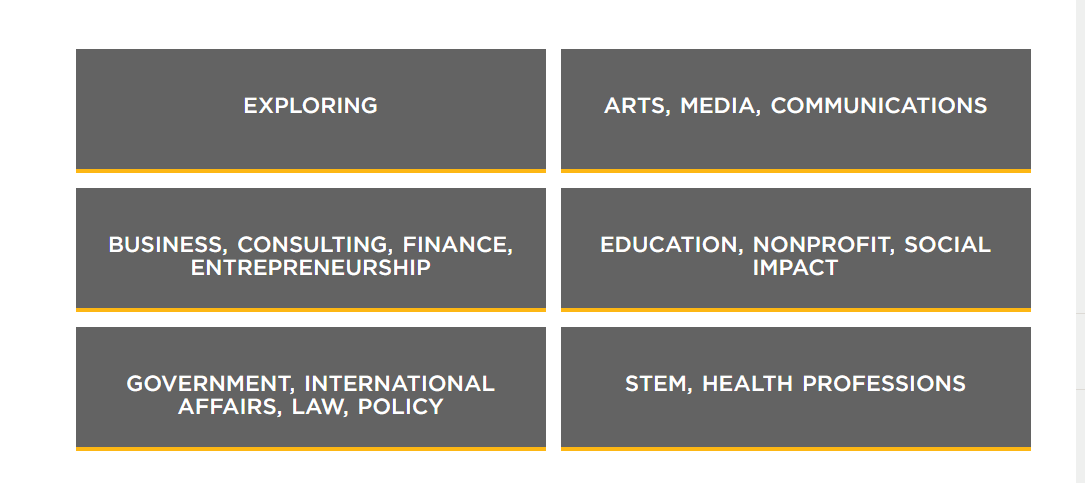 EXPLORING
ARTS, MEDIA, COMMUNICATIONS
BUSINESS, CONSULTING, FINANCE,
ENTREPRENEURSHIP
EDUCATION, NONPROFIT, SOCIAL
IMPACT
GOVERNMENT, INTERNATIONAL
AFFAIRS, LAW, POLICY
STEM, HEALTH PROFESSIONS